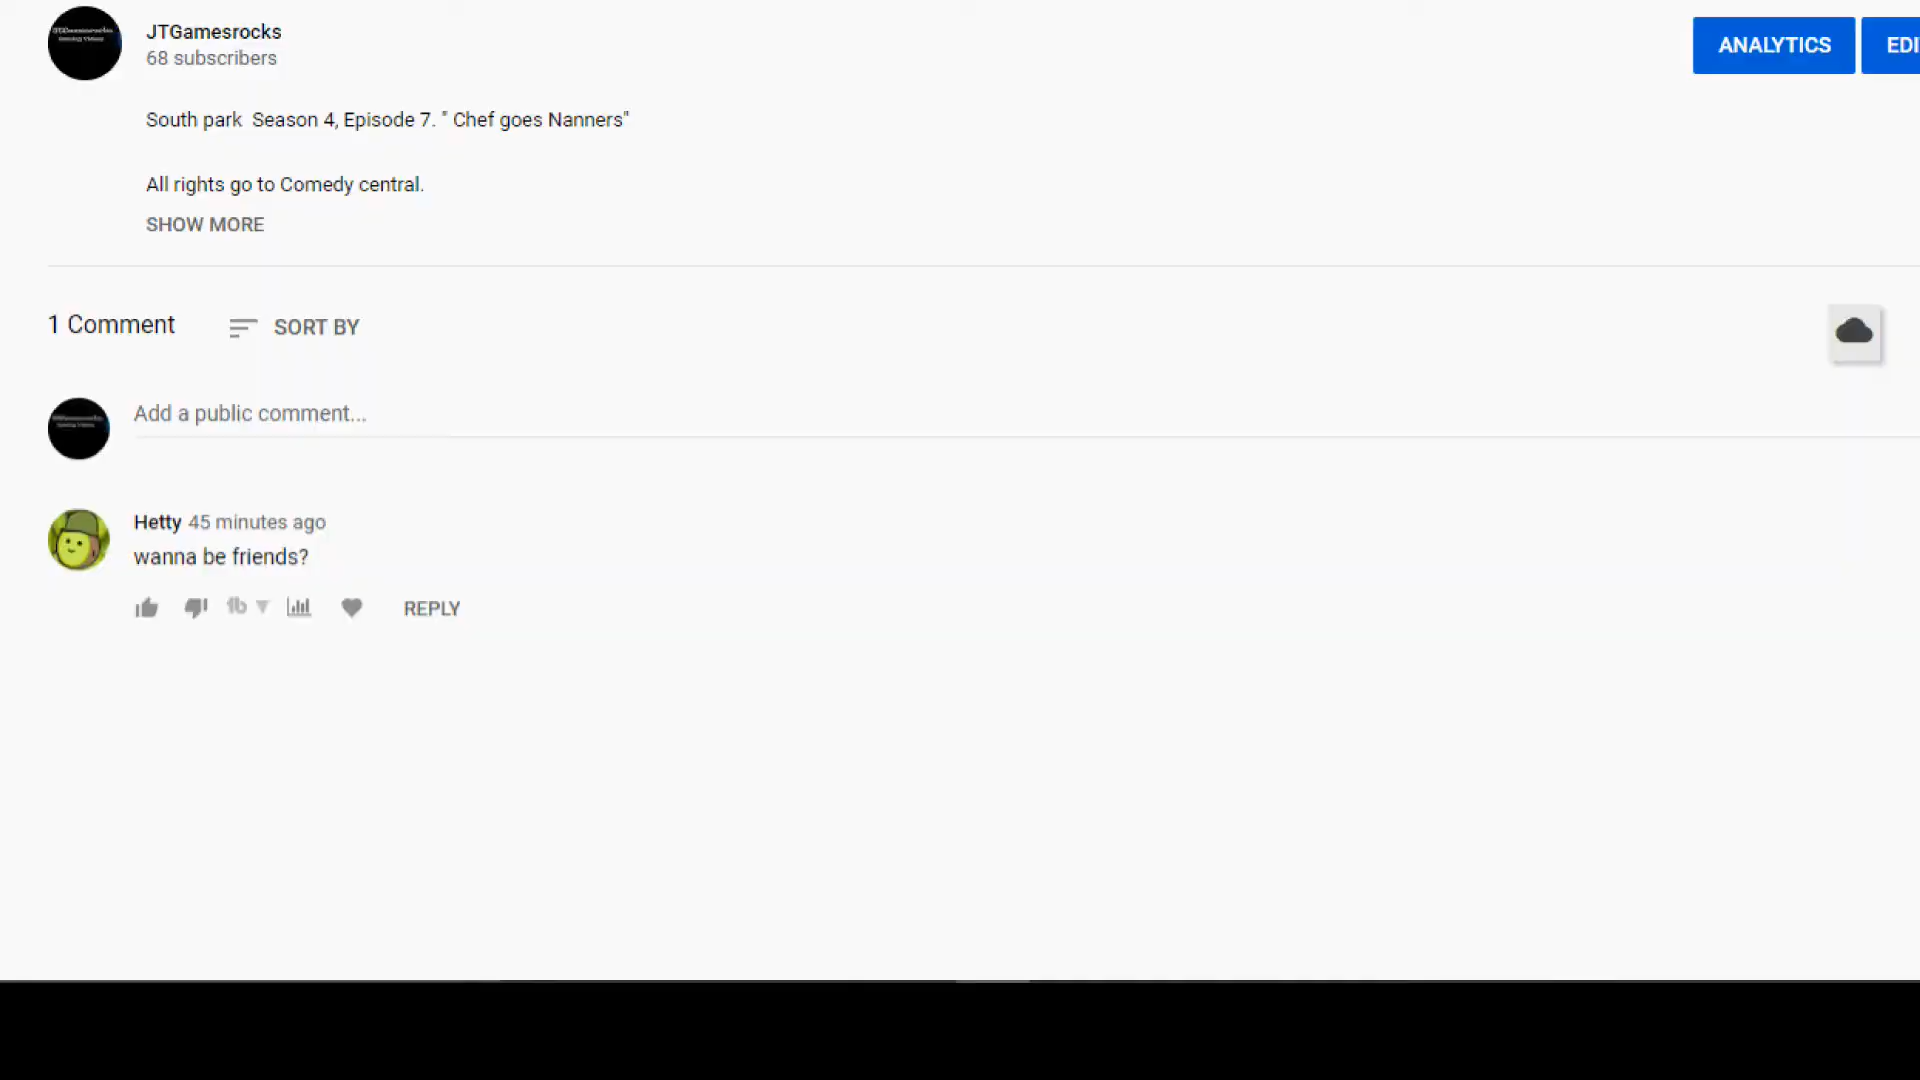 JTGamesrocks
68 subscribers
ANALYTICS
EDI
South park  Season 4, Episode 7. " Chef goes Nanners"
All rights go to Comedy central.
SHOW MORE
1 Comment
SORT BY
Add a public comment...
Hetty 45 minutes ago
wanna be friends?
REPLY